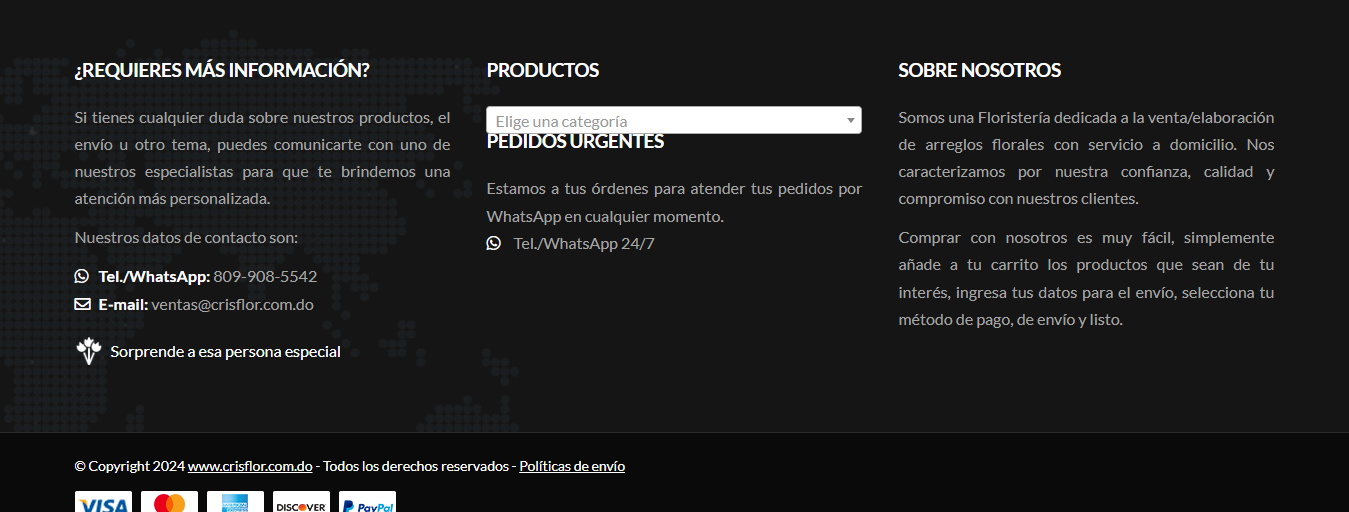 ¿REQUIERES MÁS INFORMACIÓN?
Si tienes cualquier duda sobre nuestros productos, el
envío u otro tema, puedes comunicarte con uno de
nuestros especialistas para que te brindemos una
atención más personalizada.
Nuestros datos de contacto son:
Tel./WhatsApp: 809-908-5542
E-mail: ventas@crisflor.com.do
Sorprende a esa persona especial
PRODUCTOS
Elige una categoría
PEDIDOS URGENTES
Estamos a tus órdenes para atender tus pedidos por
WhatsApp en cualquier momento.
Tel./WhatsApp 24/7
SOBRE NOSOTROS
Somos una Floristería dedicada a la venta/elaboración
de arreglos florales con servicio a domicilio. Nos
caracterizamos por nuestra confianza, calidad y
compromiso con nuestros clientes.
Comprar con nosotros es muy fácil, simplemente
añade a tu carrito los productos que sean de tu
interés, ingresa tus datos para el envío, selecciona tu
método de pago, de envío y listo.
© Copyright 2024 www.crisflor.com.do - Todos los derechos reservados - Políticas de envío
VISA DISCOVER PayPal